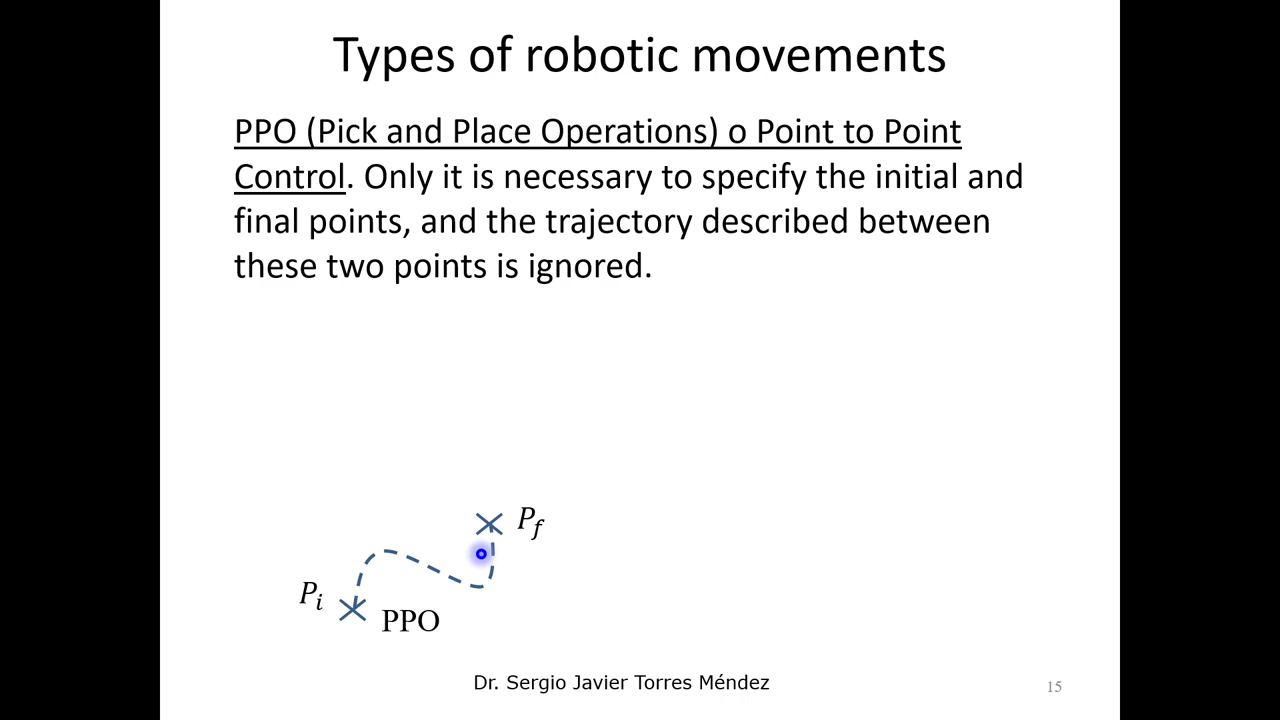 Types of robotic movements
PPO (Pick and Place Operations) o Point to Point
Control. Only it is necessary to specify the initial and
final points, and the trajectory described between
these two points is ignored.
P_f
P_i
PPO
Dr. Sergio Javier Torres Méndez
15